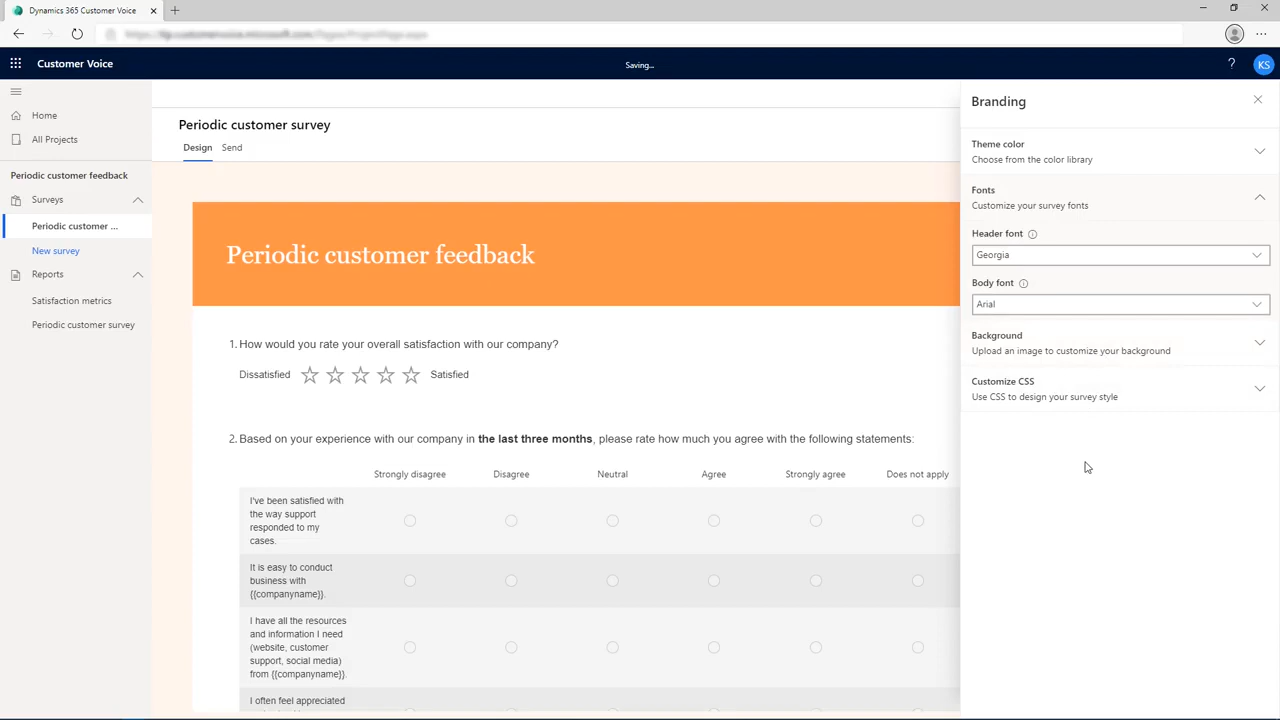 Dynamics 365 Customer Voice
Customer Voice
Saving...
?
KS
Home
All Projects
Periodic customer feedback
Surveys
Periodic customer ...
New survey
Reports
Satisfaction metrics
Periodic customer survey
Periodic customer survey
Design
Send
Periodic customer feedback
1. How would you rate your overall satisfaction with our company?
Dissatisfied
Satisfied
2. Based on your experience with our company in the last three months, please rate how much you agree with the following statements:
Strongly disagree
Disagree
Neutral
Agree
Strongly agree
Does not apply
I've been satisfied with
the way support
responded to my
cases.
It is easy to conduct
business with
{{companyname}}.
I have all the resources
and information I need
(website, customer
support, social media)
from {{companyname}}.
I often feel appreciated
Branding
Theme color
Choose from the color library
Fonts
Customize your survey fonts
Header font
Georgia
Body font
Arial
Background
Upload an image to customize your background
Customize CSS
Use CSS to design your survey style